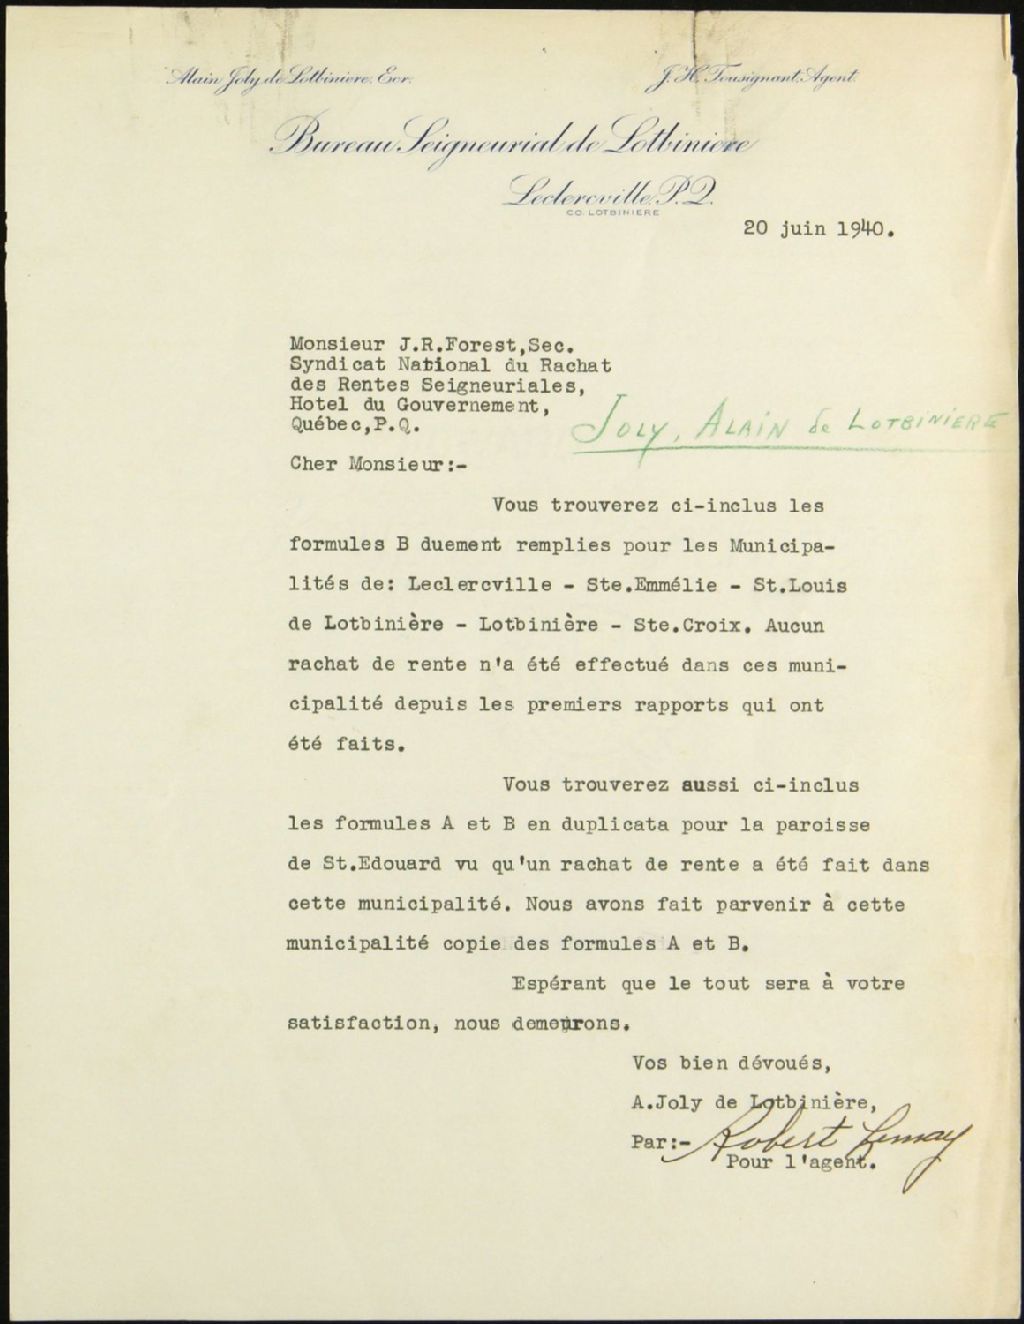 Alain Joly de Lotbiniere. Ecr.
J. H. Tousignant, Agent
Bureau Seigneurial de Lotbiniere
Leclercville, P.Q.
CO. LOTBINIERE
20 juin 1940.
Monsieur J.R.Forest,Sec.
Syndicat National du Rachat
des Rentes Seigneuriales,
Hotel du Gouvernement,
Québec,P.Q.
JOLY, ALAIN de LOTBINIERE
Cher Monsieur:-
Vous trouverez ci-inclus les
formules B duement remplies pour les Municipa-
lités de: Leclercville - Ste.Emmélie - St.Louis
de Lotbinière - Lotbinière - Ste.Croix. Aucun
rachat de rente n'a été effectué dans ces muni-
cipalité depuis les premiers rapports qui ont
été faits.
Vous trouverez aussi ci-inclus
les formules A et B en duplicata pour la paroisse
de St.Edouard vu qu'un rachat de rente a été fait dans
cette municipalité. Nous avons fait parvenir à cette
municipalité copie des formules A et B.
Espérant que le tout sera à votre
satisfaction, nous demeurons.
Vos bien dévoués,
A.Joly de Lotbinière,
Par:- Robert Lemay
Pour l'agent.